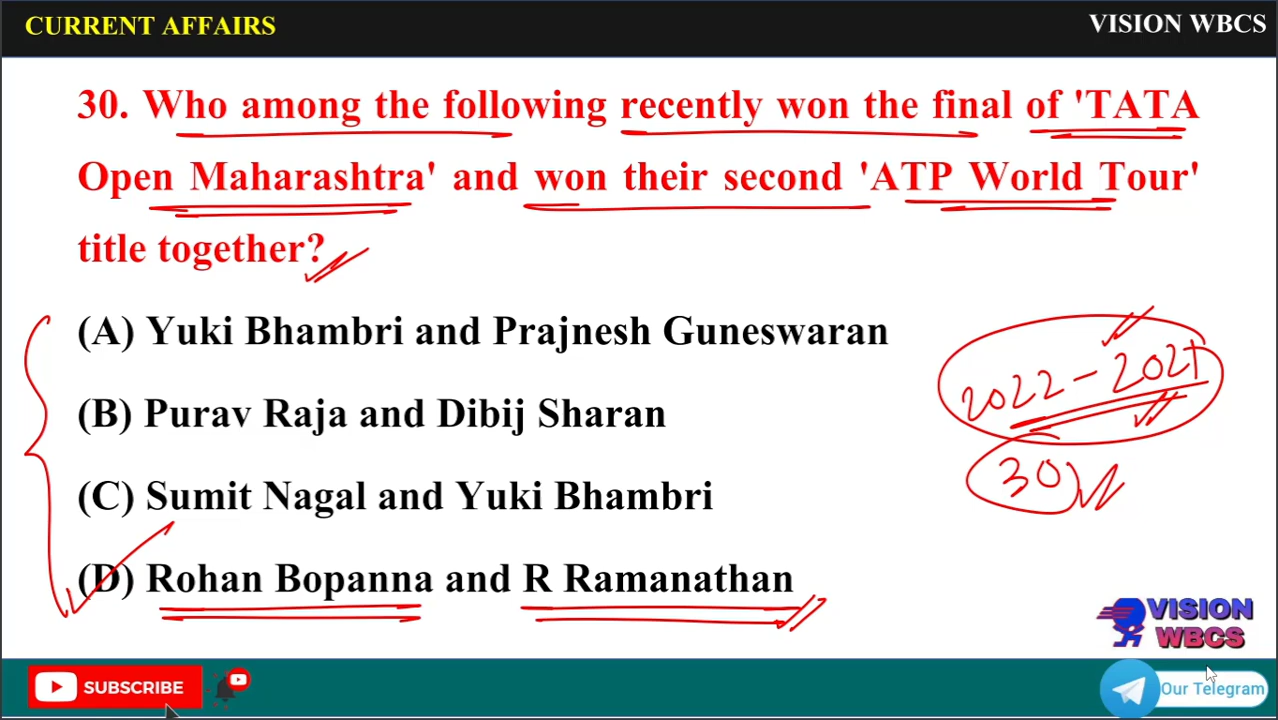 CURRENT AFFAIRS
VISION WBCS
30. Who among the following recently won the final of 'TATA
Open Maharashtra' and won their second 'ATP World Tour'
title together?
(A) Yuki Bhambri and Prajnesh Guneswaran
(B) Purav Raja and Dibij Sharan
(C) Sumit Nagal and Yuki Bhambri
(D) Rohan Bopanna and R Ramanathan
2022-2021
30
VISION
WBCS
SUBSCRIBE
Our Telegram